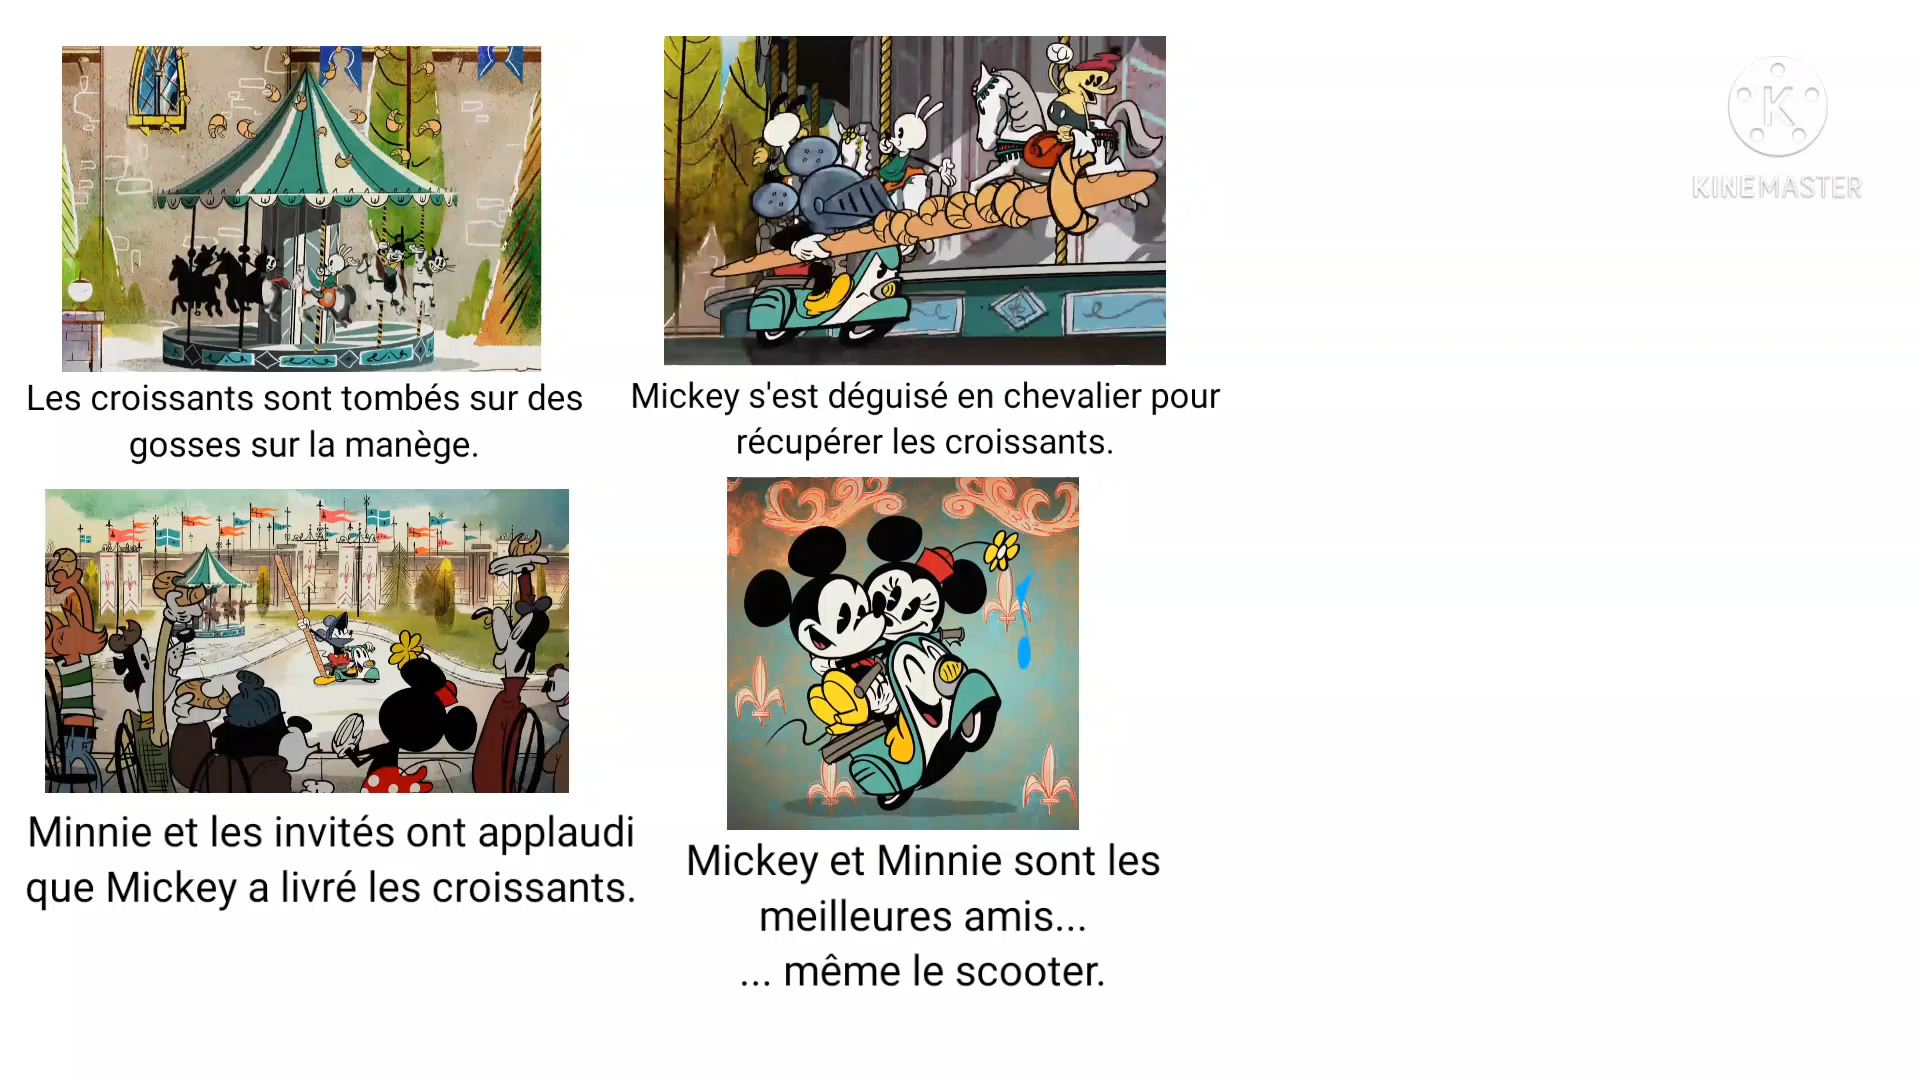 Les croissants sont tombés sur des
gosses sur la manège.
Mickey s'est déguisé en chevalier pour
récupérer les croissants.
Minnie et les invités ont applaudi
que Mickey a livré les croissants.
Mickey et Minnie sont les
meilleures amis...
... même le scooter.
K
KINEMASTER